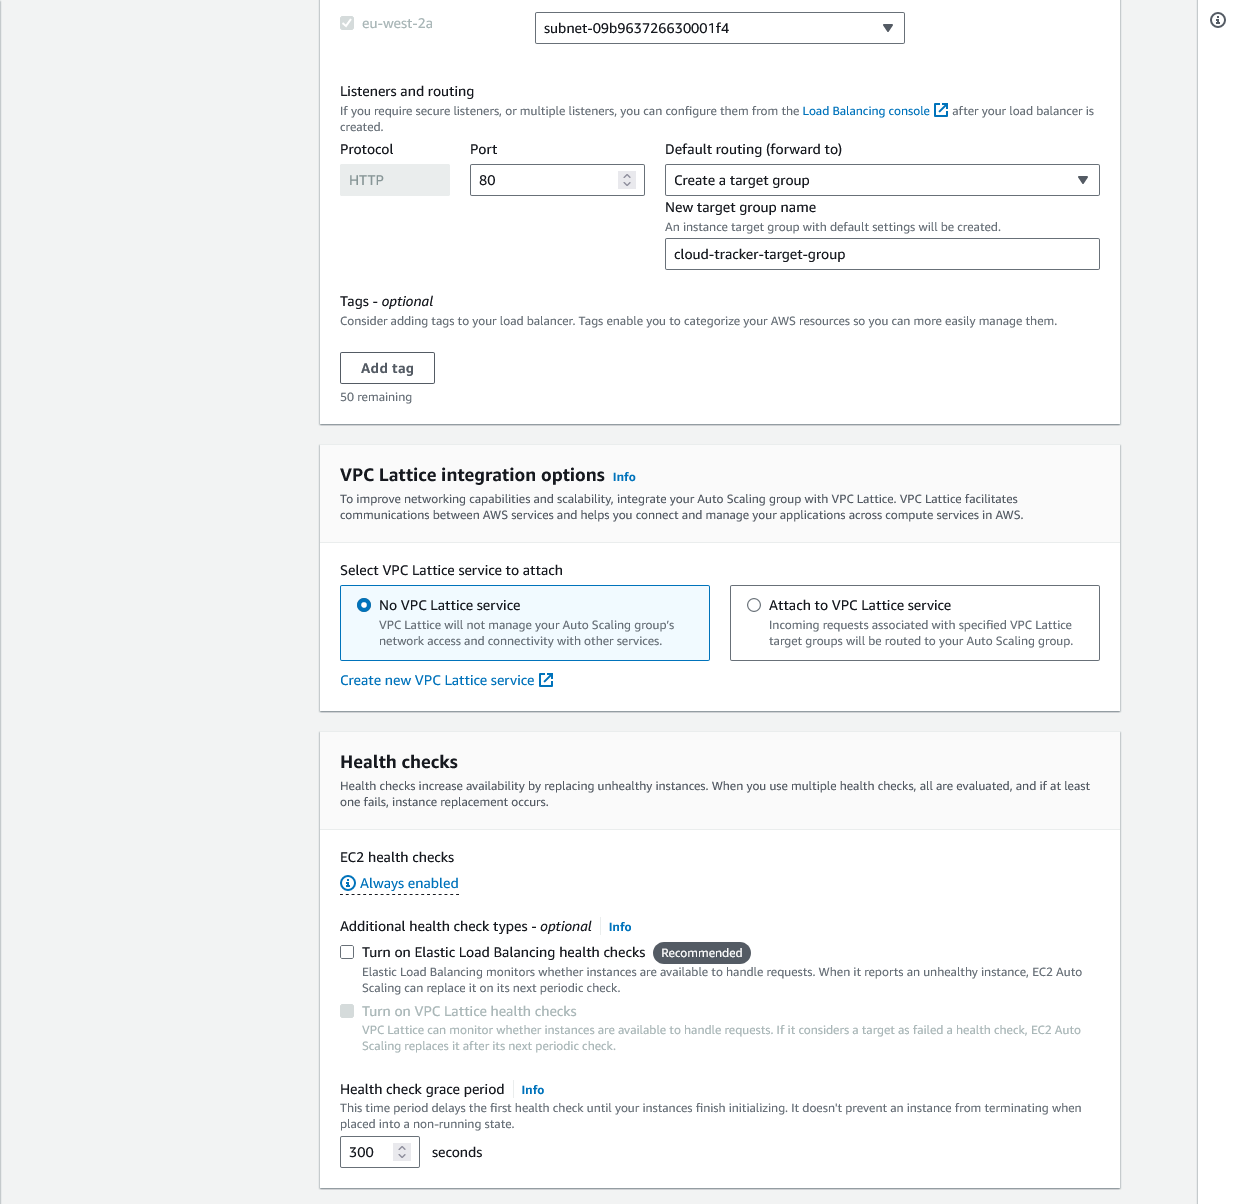 eu-west-2a
subnet-09b963726630001f4
Listeners and routing
If you require secure listeners, or multiple listeners, you can configure them from the Load Balancing console after your load balancer is
created.
Protocol
Port
Default routing (forward to)
HTTP
80
Create a target group
New target group name
An instance target group with default settings will be created.
cloud-tracker-target-group
Tags - optional
Consider adding tags to your load balancer. Tags enable you to categorize your AWS resources so you can more easily manage them.
Add tag
50 remaining
VPC Lattice integration options Info
To improve networking capabilities and scalability, integrate your Auto Scaling group with VPC Lattice. VPC Lattice facilitates
communications between AWS services and helps you connect and manage your applications across compute services in AWS.
Select VPC Lattice service to attach
No VPC Lattice service
VPC Lattice will not manage your Auto Scaling group's
network access and connectivity with other services.
Attach to VPC Lattice service
Incoming requests associated with specified VPC Lattice
target groups will be routed to your Auto Scaling group.
Create new VPC Lattice service
Health checks
Health checks increase availability by replacing unhealthy instances. When you use multiple health checks, all are evaluated, and if at least
one fails, instance replacement occurs.
EC2 health checks
Always enabled
Additional health check types - optional Info
Turn on Elastic Load Balancing health checks Recommended
Elastic Load Balancing monitors whether instances are available to handle requests. When it reports an unhealthy instance, EC2 Auto
Scaling can replace it on its next periodic check.
Turn on VPC Lattice health checks
VPC Lattice can monitor whether instances are available to handle requests. If it considers a target as failed a health check, EC2 Auto
Scaling replaces it after its next periodic check.
Health check grace period Info
This time period delays the first health check until your instances finish initializing. It doesn't prevent an instance from terminating when
placed into a non-running state.
300 seconds